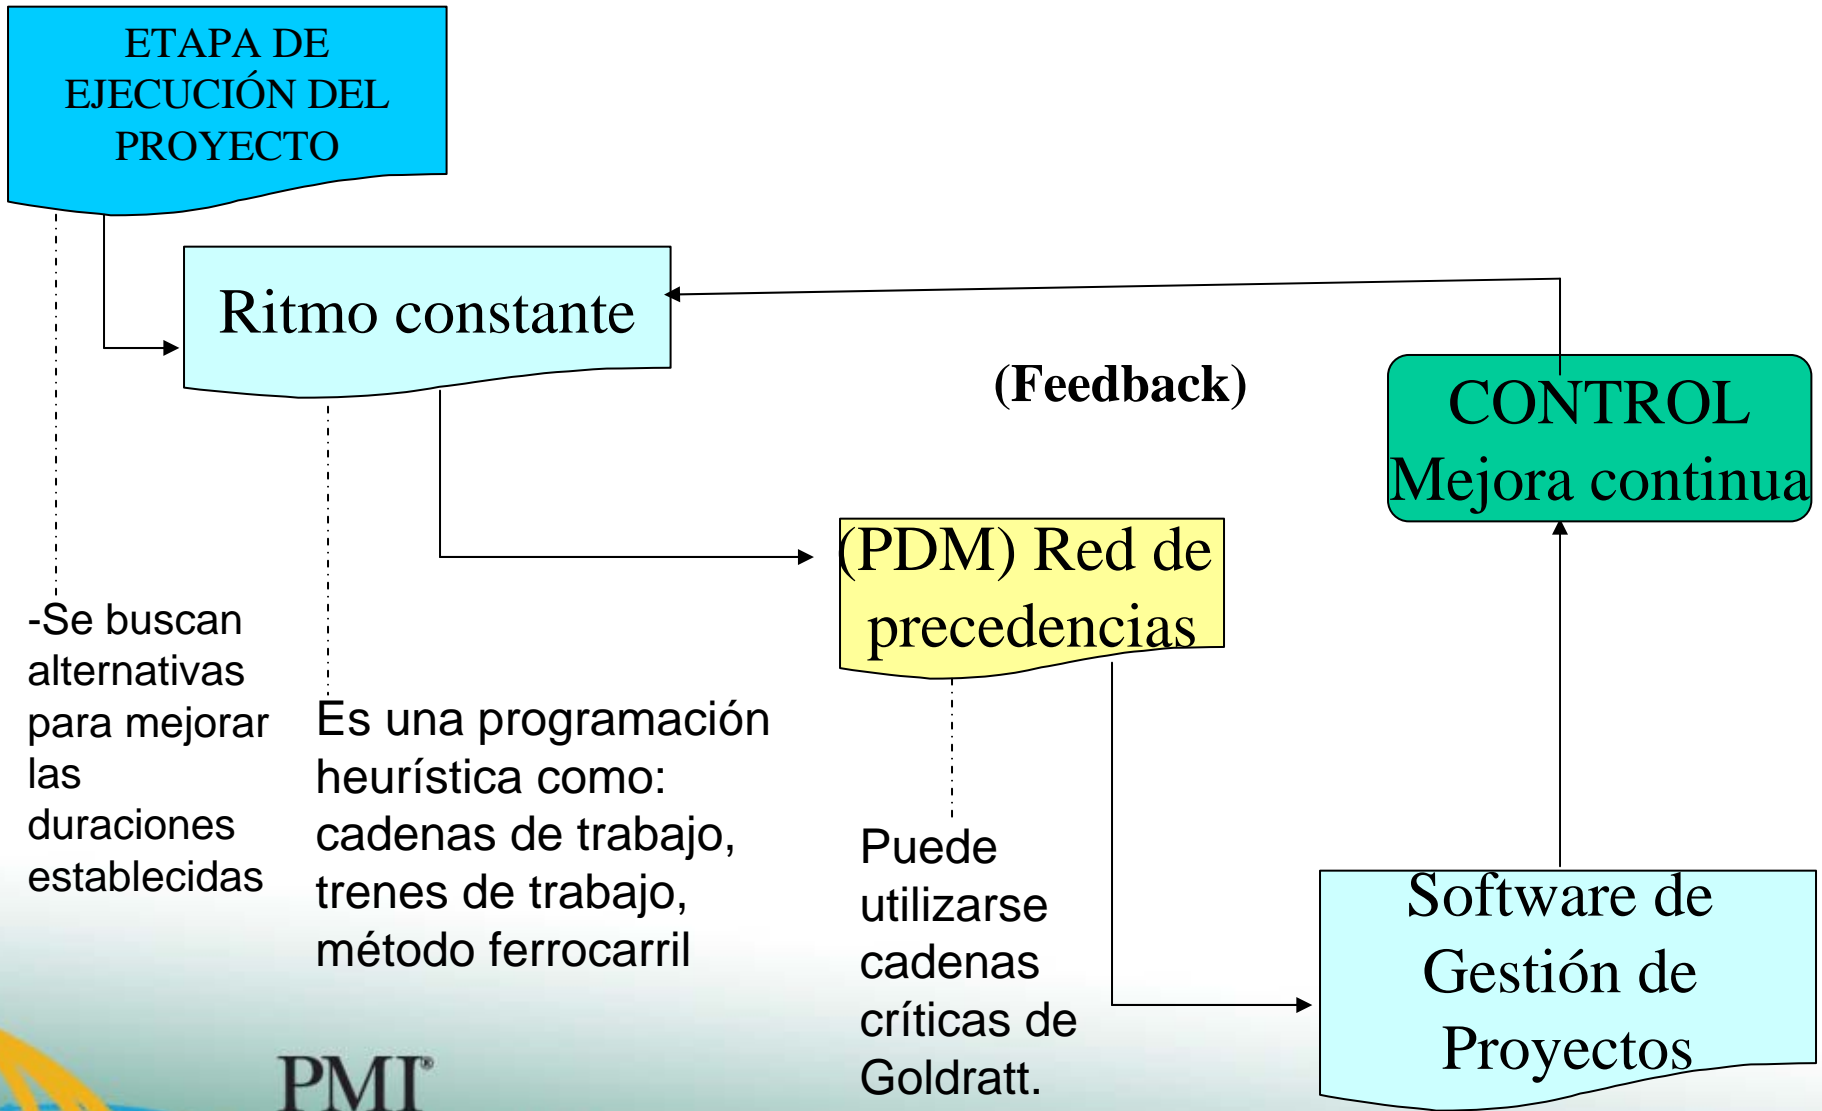 ETAPA DE
EJECUCIÓN DEL
PROYECTO
Ritmo constante
(Feedback)
CONTROL
Mejora continua
(PDM) Red de
precedencias
-Se buscan
alternativas
para mejorar
las
duraciones
establecidas
Es una programación
heurística como:
cadenas de trabajo,
trenes de trabajo,
método ferrocarril
Puede
utilizarse
cadenas
críticas de
Goldratt.
Software de
Gestión de
Proyectos
PMI®